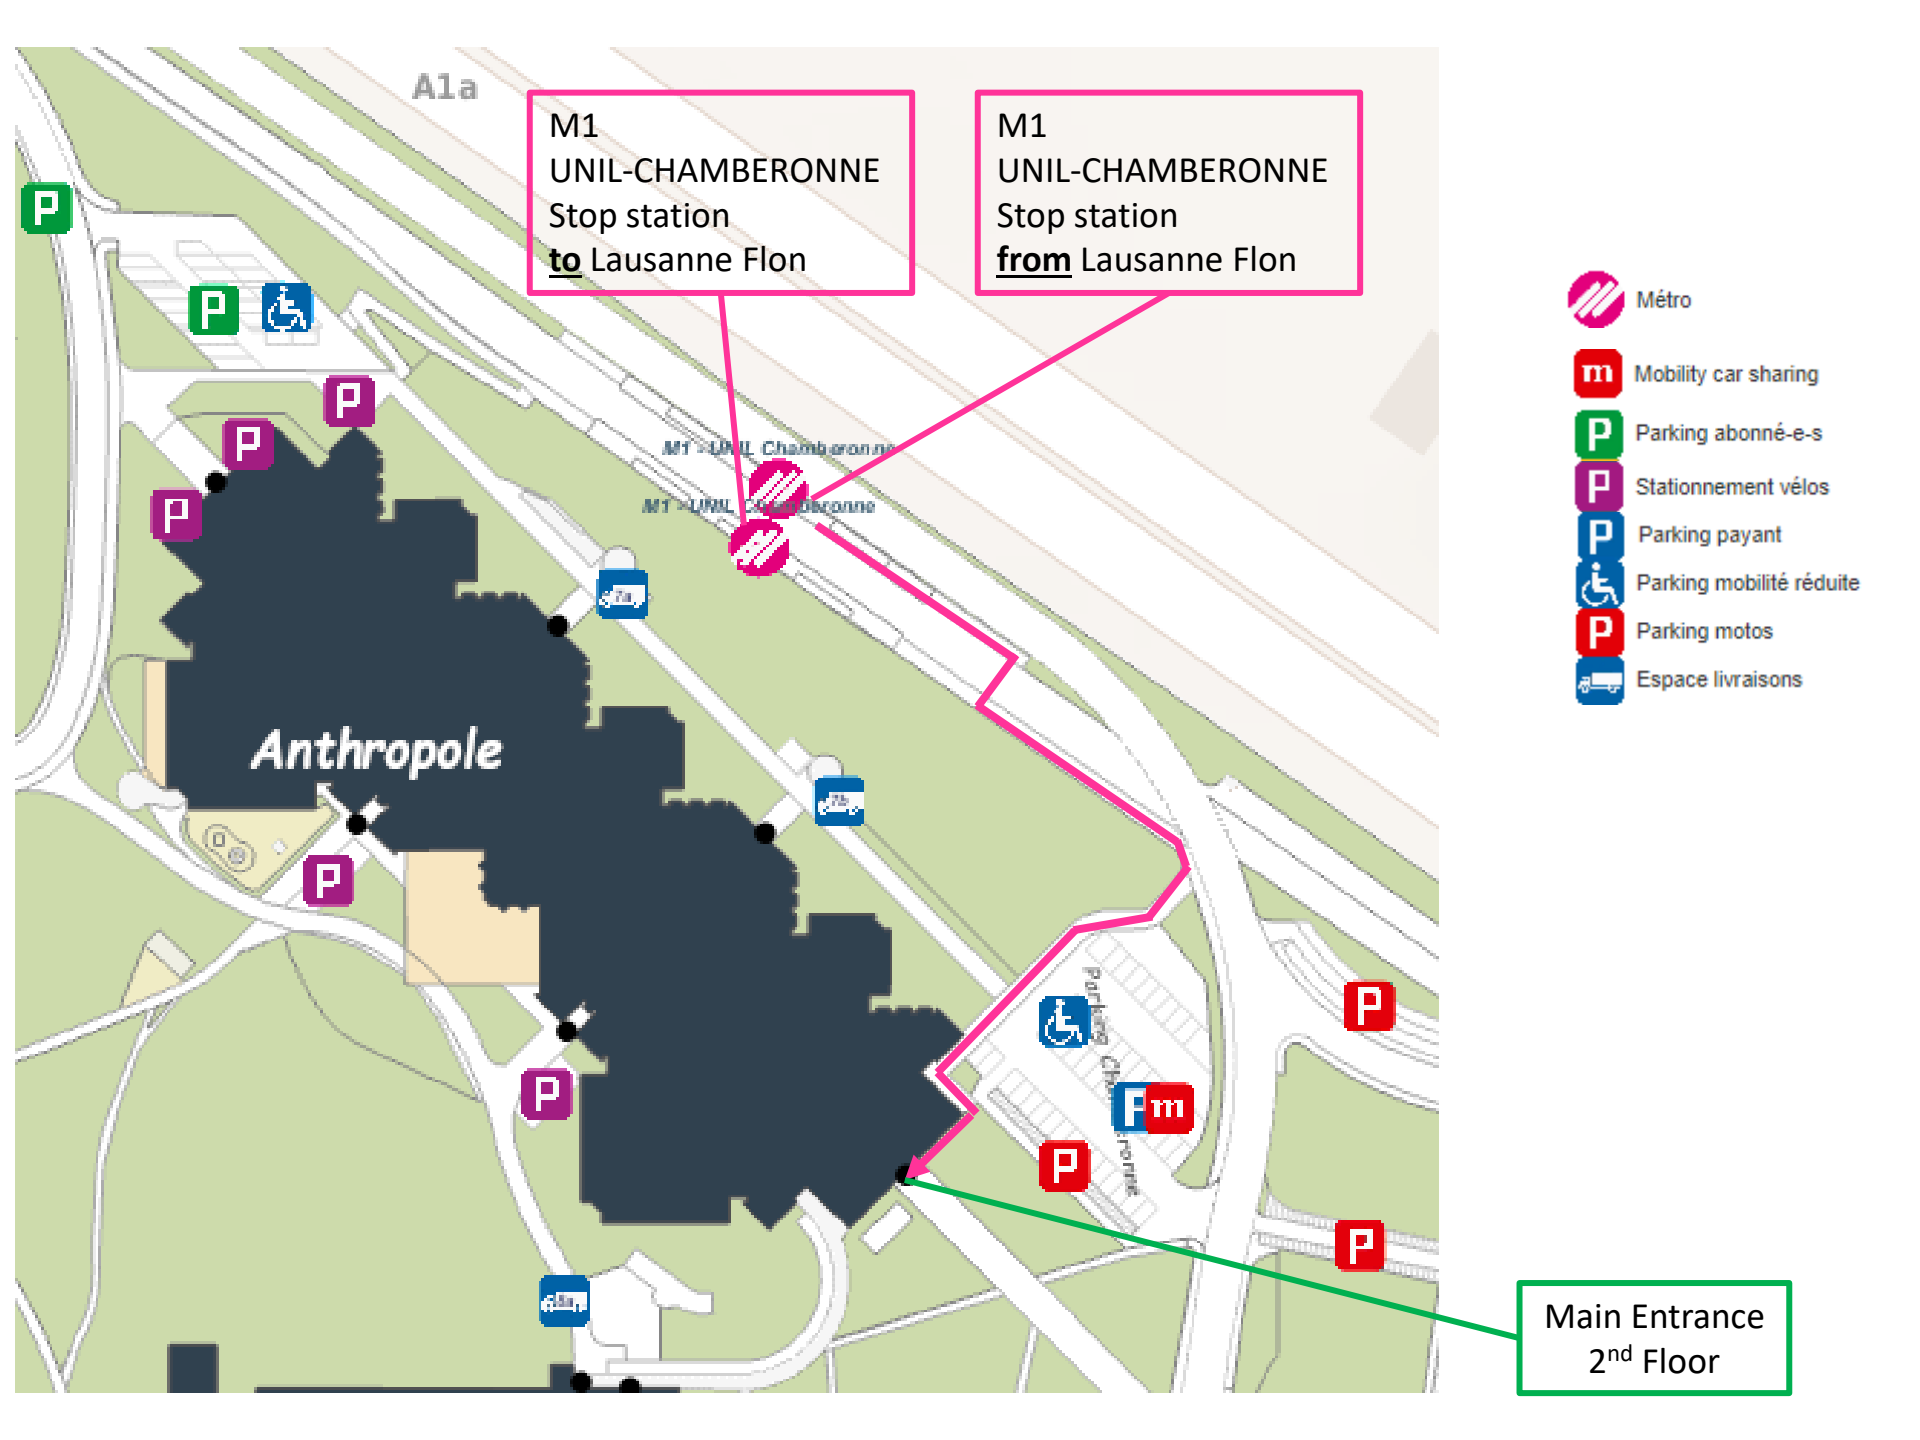 A1a
M1
UNIL-CHAMBERONNE
Stop station
to Lausanne Flon
M1
UNIL-CHAMBERONNE
Stop station
from Lausanne Flon
P
P
P
P
P
M1 - UNIL Chamberonne
M1 - UNIL Chamberonne
7a
Anthropole
7b
P
P
Parking Chamberonne
P
P
m
P
P
Métro
m Mobility car sharing
P Parking abonné-e-s
P Stationnement vélos
P Parking payant
Parking mobilité réduite
P Parking motos
Espace livraisons
Main Entrance
2nd Floor